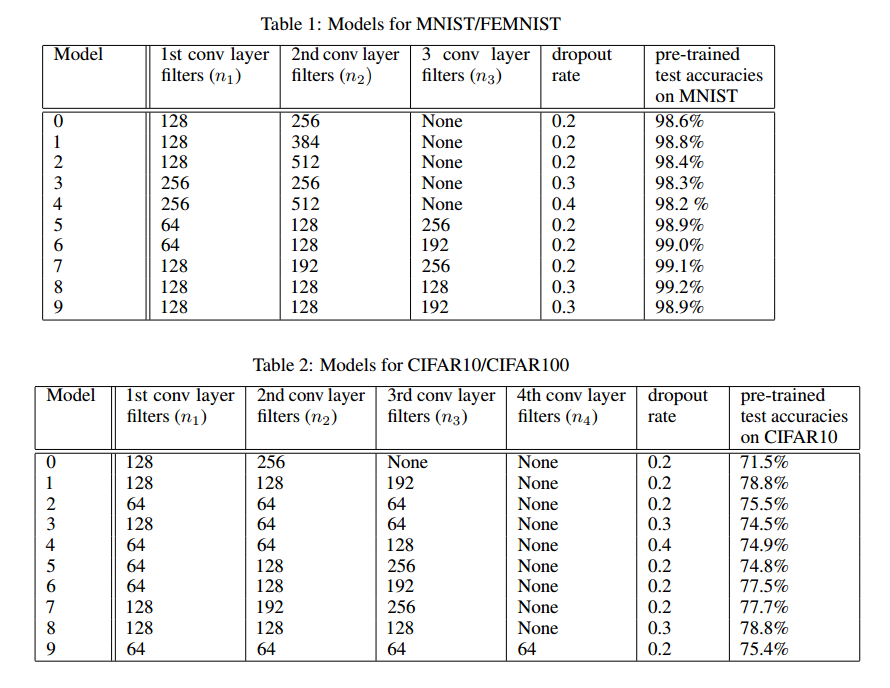 Table 1: Models for MNIST/FEMNIST
Model 1st conv layer 2nd conv layer 3 conv layer dropout pre-trained
filters (n₁) filters (n₂) filters (n₃) rate test accuracies
on MNIST
0 128 256 None 0.2 98.6%
1 128 384 None 0.2 98.8%
2 128 512 None 0.2 98.4%
3 256 256 None 0.3 98.3%
4 256 512 None 0.4 98.2 %
5 64 128 256 0.2 98.9%
6 64 128 192 0.2 99.0%
7 128 192 256 0.2 99.1%
8 128 128 128 0.3 99.2%
9 128 128 192 0.3 98.9%
Table 2: Models for CIFAR10/CIFAR100
Model 1st conv layer 2nd conv layer 3rd conv layer 4th conv layer dropout pre-trained
filters (n₁) filters (n₂) filters (n₃) filters (n₄) rate test accuracies
on CIFAR10
0 128 256 None None 0.2 71.5%
1 128 128 192 None 0.2 78.8%
2 64 64 64 None 0.2 75.5%
3 128 64 64 None 0.3 74.5%
4 64 64 128 None 0.4 74.9%
5 64 128 256 None 0.2 74.8%
6 64 128 192 None 0.2 77.5%
7 128 192 256 None 0.2 77.7%
8 128 128 128 None 0.3 78.8%
9 64 64 64 64 0.2 75.4%